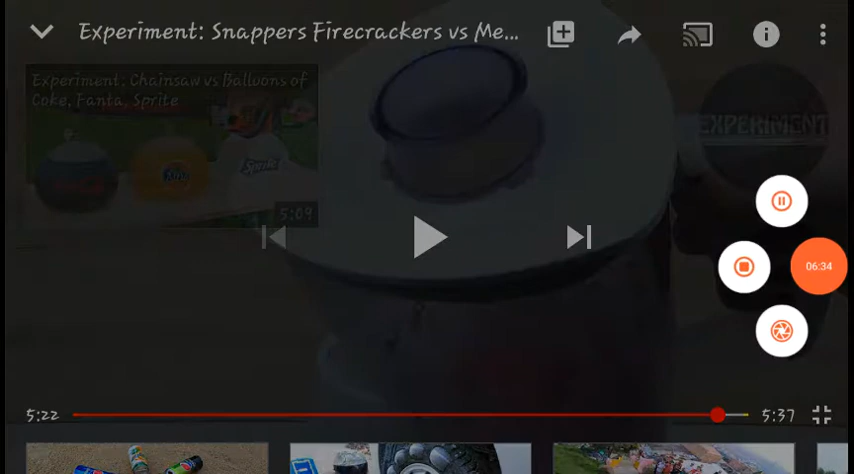 Experiment: Snappers Firecrackers vs Me...
Experiment: Chainsaw vs Balloons of
Coke, Fanta, Sprite
EXPERIMENT
Sprite
5:09
06:34
5:22
5:37